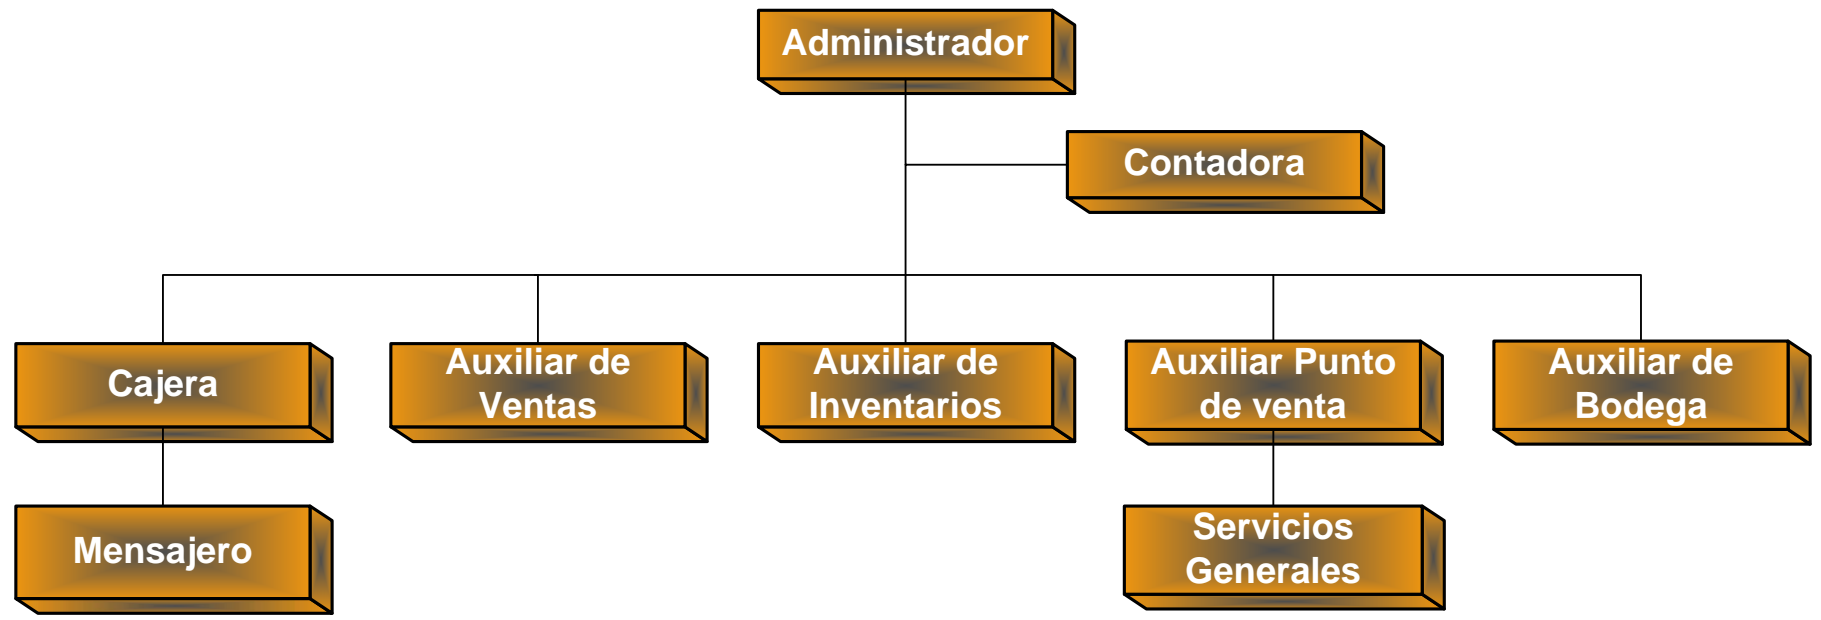 Administrador
Contadora
Cajera
Auxiliar de
Ventas
Auxiliar de
Inventarios
Auxiliar Punto
de venta
Auxiliar de
Bodega
Mensajero
Servicios
Generales